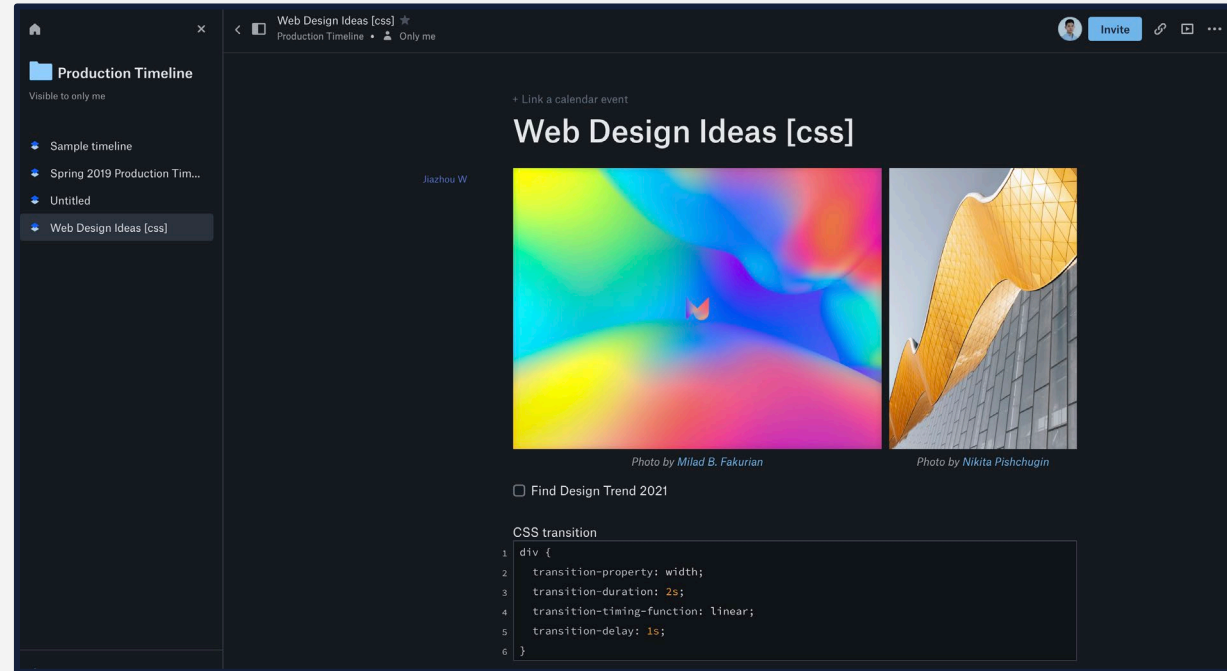 Production Timeline
Visible to only me
Sample timeline
Spring 2019 Production Tim...
Untitled
Web Design Ideas [css]
Web Design Ideas [css]
Production Timeline • Only me
Invite
+ Link a calendar event
Web Design Ideas [css]
Jiazhou W
Photo by Milad B. Fakurian
Photo by Nikita Pishchugin
Find Design Trend 2021
CSS transition
1 div {
2 transition-property: width;
3 transition-duration: 2s;
4 transition-timing-function: linear;
5 transition-delay: 1s;
6 }